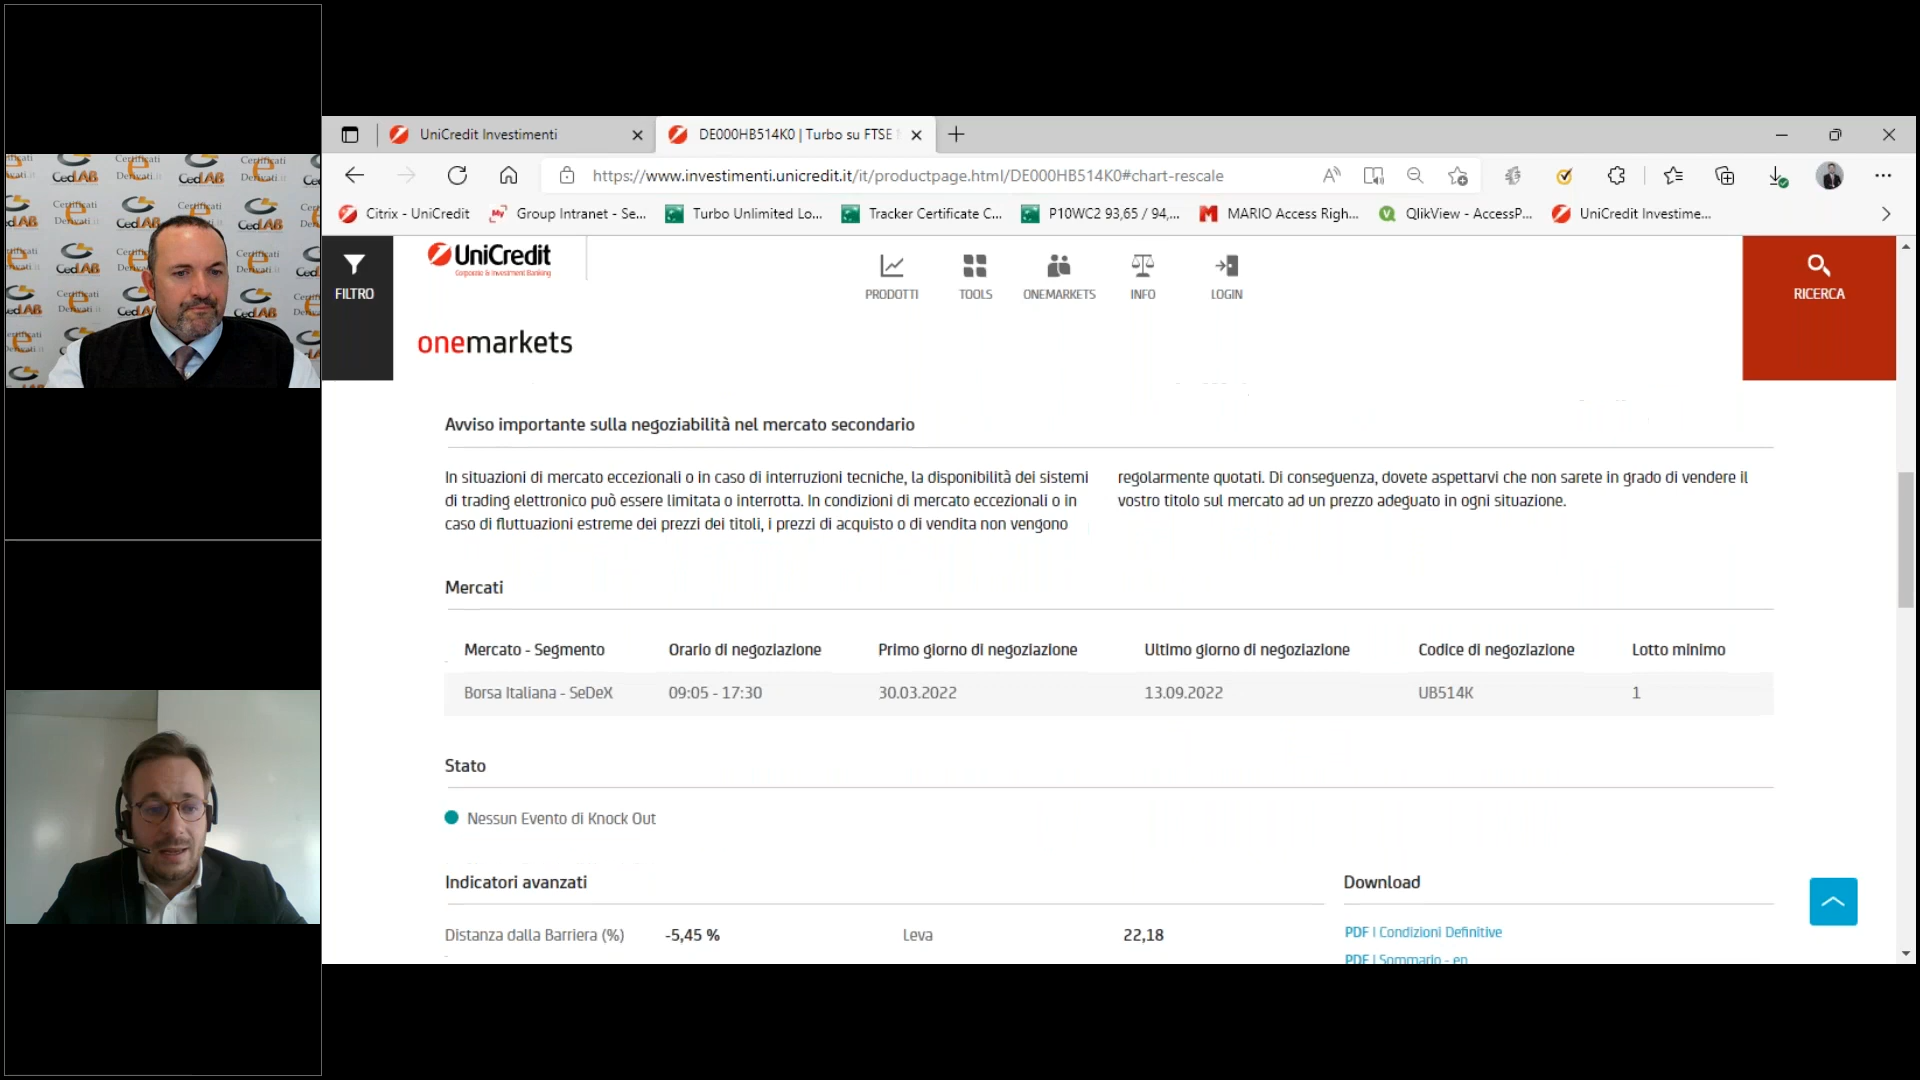 UniCredit Investimenti
DE000HB514K0 | Turbo su FTSE
https://www.investimenti.unicredit.it/it/productpage.html/DE000HB514K0#chart-rescale
Citrix - UniCredit
Group Intranet - Se...
Turbo Unlimited Lo...
Tracker Certificate C...
P10WC2 93,65 / 94,...
MARIO Access Righ...
QlikView - AccessP...
UniCredit Investime...
FILTRO
UniCredit
Corporate & Investment Banking
PRODOTTI
TOOLS
ONEMARKETS
INFO
LOGIN
RICERCA
onemarkets
Avviso importante sulla negoziabilità nel mercato secondario
In situazioni di mercato eccezionali o in caso di interruzioni tecniche, la disponibilità dei sistemi
di trading elettronico può essere limitata o interrotta. In condizioni di mercato eccezionali o in
caso di fluttuazioni estreme dei prezzi dei titoli, i prezzi di acquisto o di vendita non vengono
regolarmente quotati. Di conseguenza, dovete aspettarvi che non sarete in grado di vendere il
vostro titolo sul mercato ad un prezzo adeguato in ogni situazione.
Mercati
Mercato - Segmento Orario di negoziazione Primo giorno di negoziazione Ultimo giorno di negoziazione Codice di negoziazione Lotto minimo
Borsa Italiana - SeDeX 09:05 - 17:30 30.03.2022 13.09.2022 UB514K 1
Stato
Nessun Evento di Knock Out
Indicatori avanzati
Distanza dalla Barriera (%) -5,45 % Leva 22,18
Download
PDF | Condizioni Definitive
PDF | Sommario - en
Certificati
Derivati.it
CedLAB